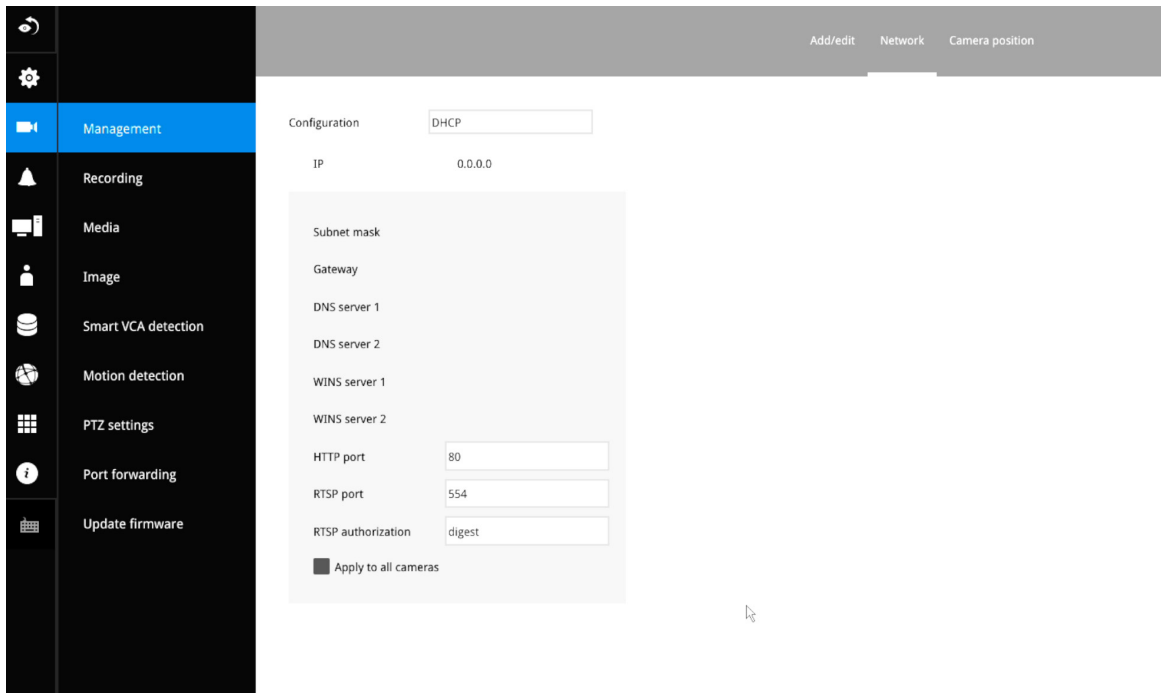 Add/edit Network Camera position
Management
Recording
Media
Image
Smart VCA detection
Motion detection
PTZ settings
Port forwarding
Update firmware
Configuration DHCP
IP 0.0.0.0
Subnet mask
Gateway
DNS server 1
DNS server 2
WINS server 1
WINS server 2
HTTP port 80
RTSP port 554
RTSP authorization digest
Apply to all cameras